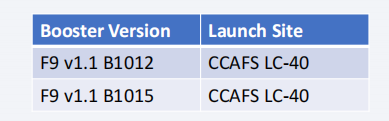 Booster Version Launch Site
F9 v1.1 B1012 CCAFS LC-40
F9 v1.1 B1015 CCAFS LC-40